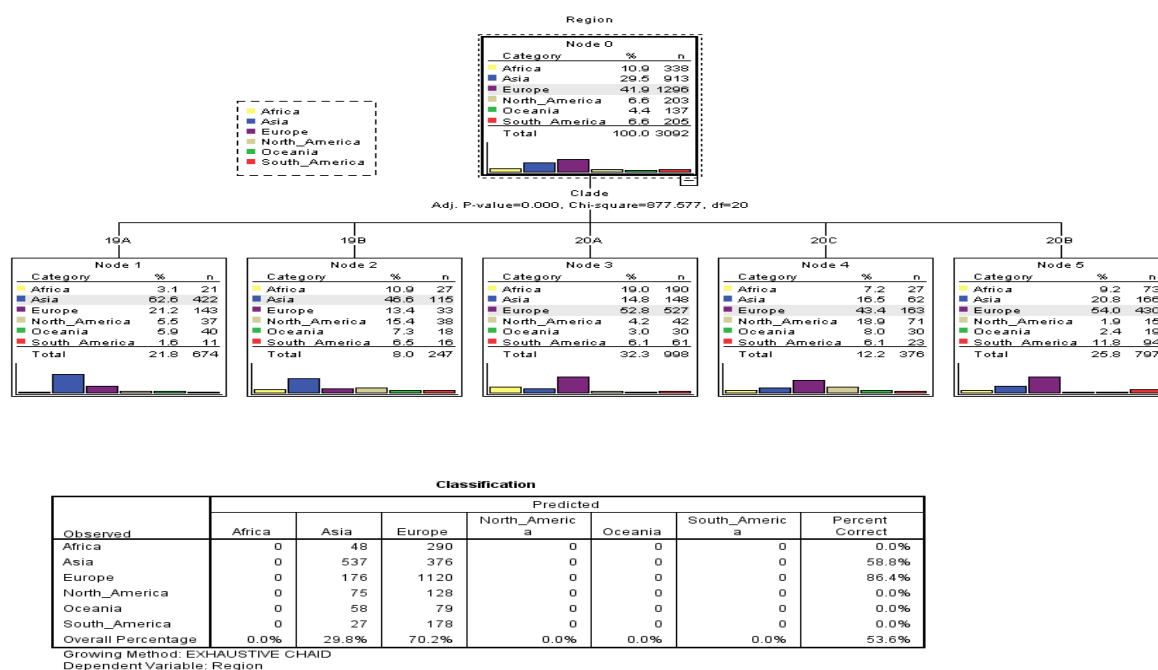 Region
Node 0
Category % n
Africa 10.9 338
Asia 29.5 913
Europe 41.9 1296
North_America 6.6 203
Oceania 4.4 137
South_America 6.6 205
Total 100.0 3092
Africa
Asia
Europe
North_America
Oceania
South_America
Clade
Adj. P-value=0.000, Chi-square=877.577, df=20
19A
19B
20A
20C
20B
Node 1
Category % n
Africa 3.1 21
Asia 62.6 422
Europe 21.2 143
North_America 5.5 37
Oceania 5.9 40
South_America 1.6 11
Total 21.8 674
Node 2
Category % n
Africa 10.9 27
Asia 46.6 115
Europe 13.4 33
North_America 15.4 38
Oceania 7.3 18
South_America 6.5 16
Total 8.0 247
Node 3
Category % n
Africa 19.0 190
Asia 14.8 148
Europe 52.8 527
North_America 4.2 42
Oceania 3.0 30
South_America 6.1 61
Total 32.3 998
Node 4
Category % n
Africa 7.2 27
Asia 16.5 62
Europe 43.4 163
North_America 18.9 71
Oceania 8.0 30
South_America 6.1 23
Total 12.2 376
Node 5
Category % n
Africa 9.2 73
Asia 20.8 166
Europe 54.0 430
North_America 1.9 15
Oceania 2.4 19
South_America 11.8 94
Total 25.8 797
Classification
Predicted
Observed Africa Asia Europe North_Americ a Oceania South_Americ a Percent Correct
Africa 0 48 290 0 0 0 0.0%
Asia 0 537 376 0 0 0 58.8%
Europe 0 176 1120 0 0 0 86.4%
North_America 0 75 128 0 0 0 0.0%
Oceania 0 58 79 0 0 0 0.0%
South_America 0 27 178 0 0 0 0.0%
Overall Percentage 0.0% 29.8% 70.2% 0.0% 0.0% 0.0% 53.6%
Growing Method: EXHAUSTIVE CHAID
Dependent Variable: Region